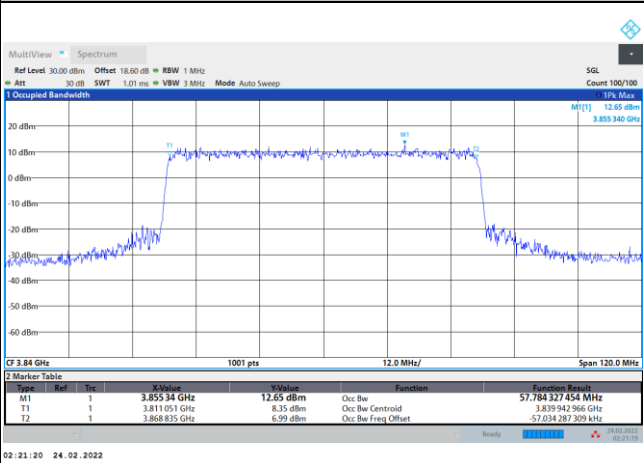 MultiView Spectrum
Ref Level 30.00 dBm Offset 18.60 dB RBW 1 MHz SGL
Att 30 dB SWT 1.01 ms VBW 3 MHz Mode Auto Sweep Count 100/100
1 Occupied Bandwidth 1Pk Max
M1[1] 12.65 dBm
3.855 340 GHz
20 dBm
M1
T1 T2
10 dBm
0 dBm
-10 dBm
-20 dBm
-30 dBm
-40 dBm
-50 dBm
-60 dBm
CF 3.84 GHz 1001 pts 12.0 MHz/ Span 120.0 MHz
2 Marker Table
Type Ref Trc X-Value Y-Value Function Function Result
M1 1 3.855 34 GHz 12.65 dBm Occ Bw 57.784 327 454 MHz
T1 1 3.811 051 GHz 8.35 dBm Occ Bw Centroid 3.839 942 966 GHz
T2 1 3.868 835 GHz 6.99 dBm Occ Bw Freq Offset -57.034 287 309 kHz
Ready 24.02.2022
02:21:19
02:21:20 24.02.2022